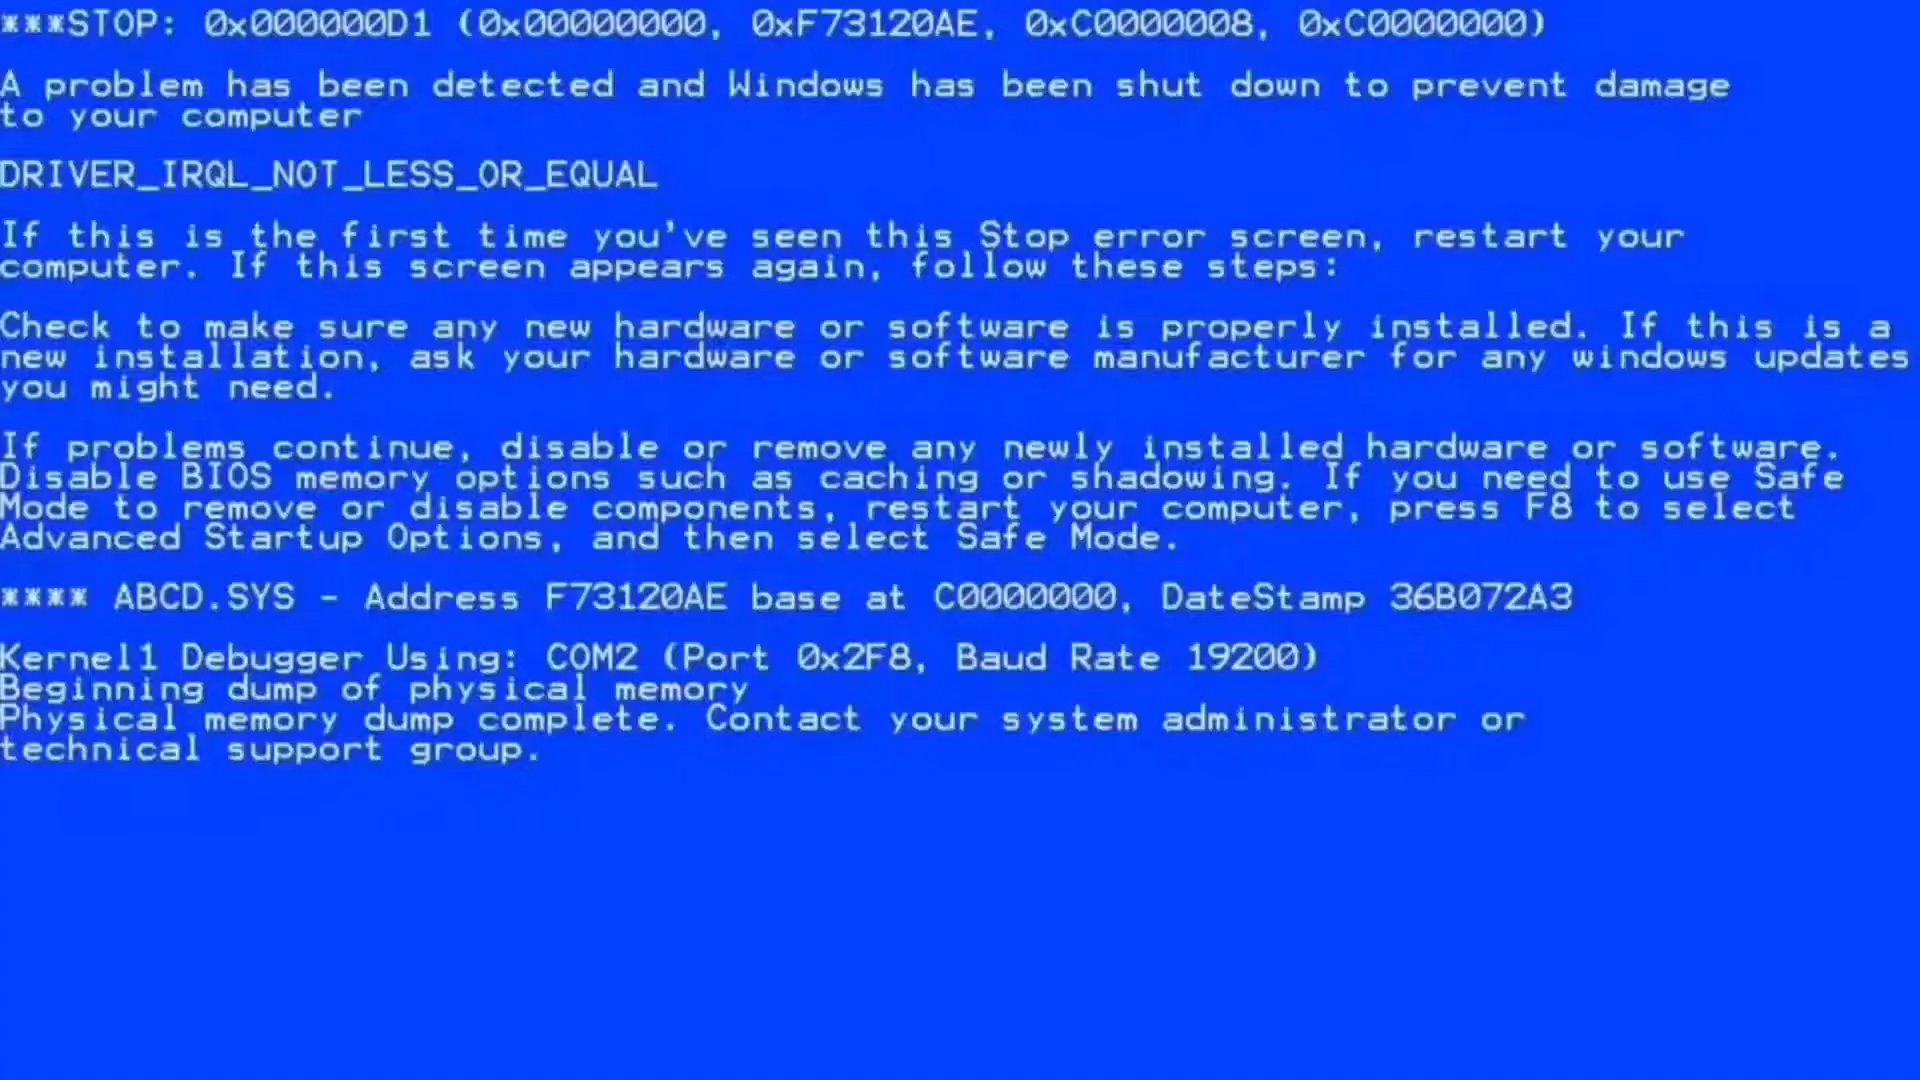 ***STOP: 0x000000D1 (0x00000000, 0xF73120AE, 0xC0000008, 0xC0000000)
A problem has been detected and Windows has been shut down to prevent damage
to your computer
DRIVER_IRQL_NOT_LESS_OR_EQUAL
If this is the first time you've seen this Stop error screen, restart your
computer. If this screen appears again, follow these steps:
Check to make sure any new hardware or software is properly installed. If this is a
new installation, ask your hardware or software manufacturer for any windows updates
you might need.
If problems continue, disable or remove any newly installed hardware or software.
Disable BIOS memory options such as caching or shadowing. If you need to use Safe
Mode to remove or disable components, restart your computer, press F8 to select
Advanced Startup Options, and then select Safe Mode.
**** ABCD.SYS - Address F73120AE base at C0000000, DateStamp 36B072A3
Kernel1 Debugger Using: COM2 (Port 0x2F8, Baud Rate 19200)
Beginning dump of physical memory
Physical memory dump complete. Contact your system administrator or
technical support group.